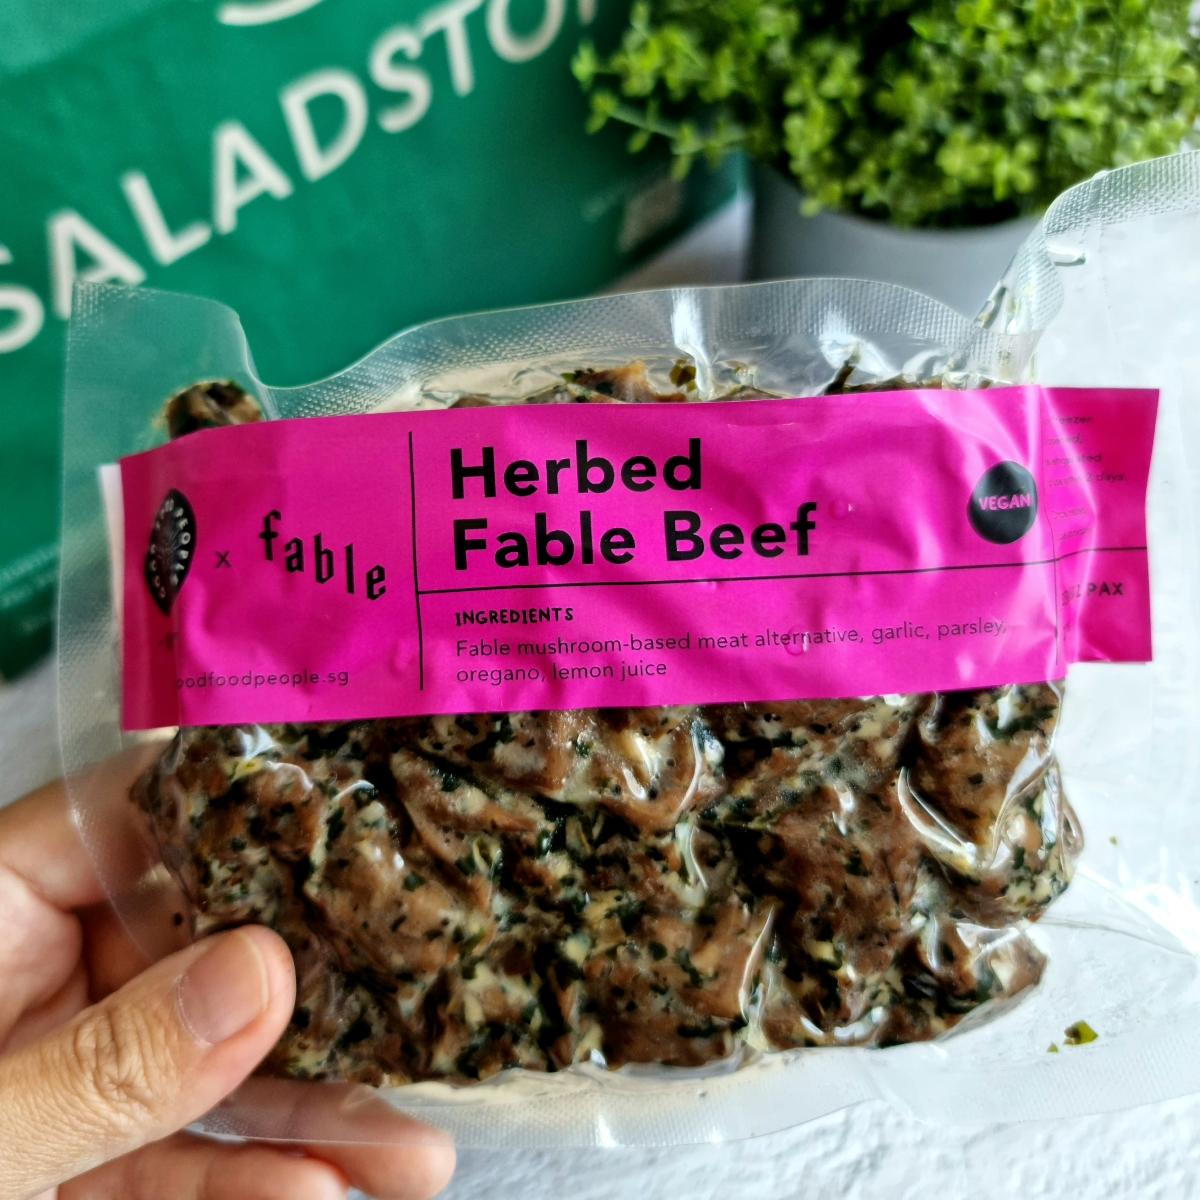 SALADSTO
fable
x
oodfoodpeople.sg
Herbed
Fable Beef
VEGAN
INGREDIENTS
Fable mushroom-based meat alternative, garlic, parsley,
oregano, lemon juice
PAX